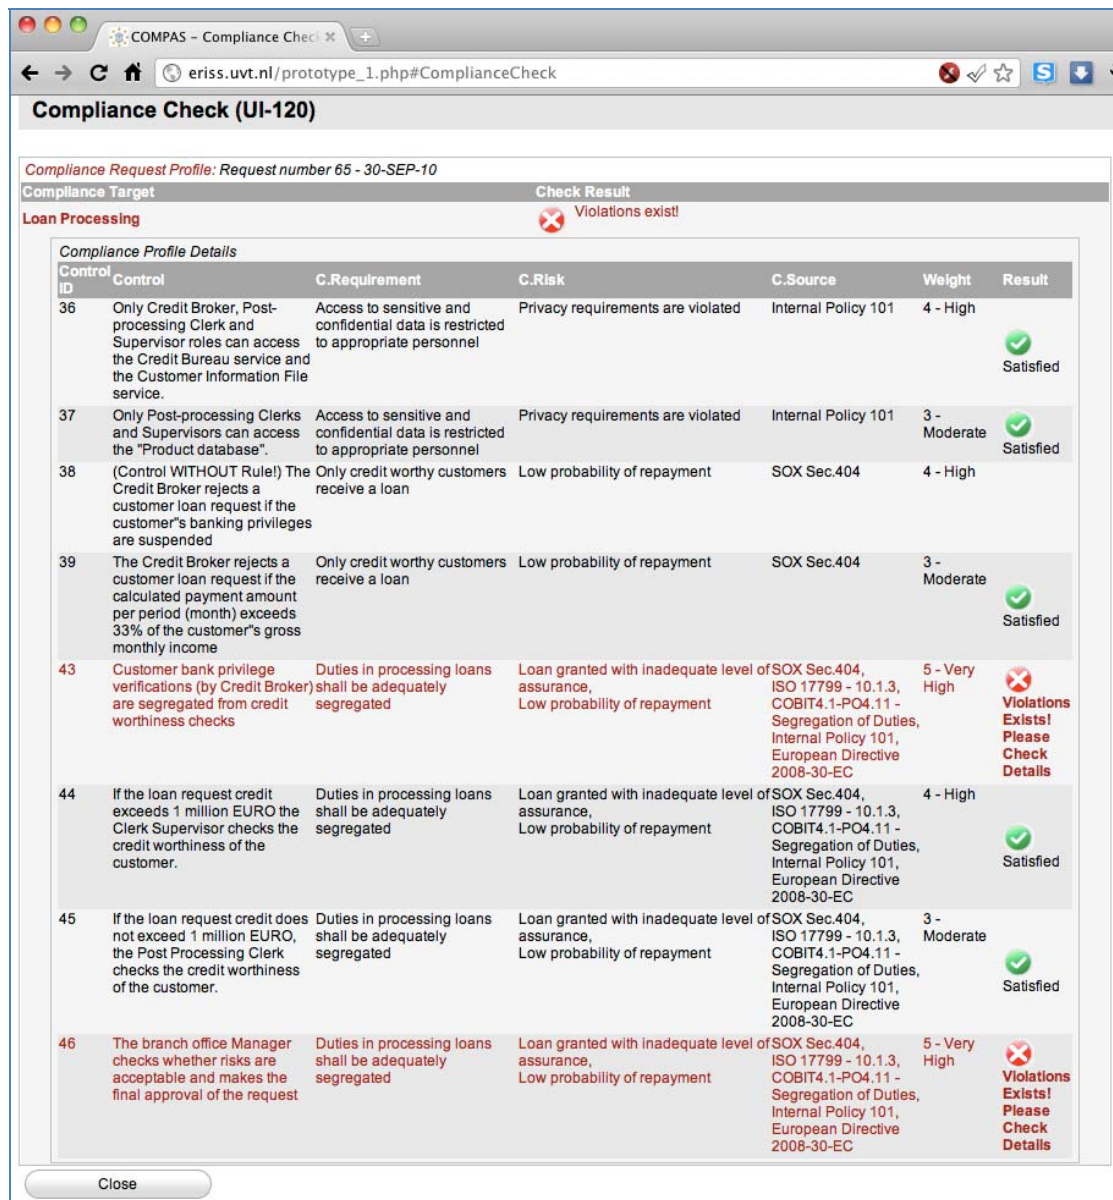 COMPAS – Compliance Chec
eriss.uvt.nl/prototype_1.php#ComplianceCheck
Compliance Check (UI-120)
Compliance Request Profile: Request number 65 - 30-SEP-10
Compliance Target Check Result
Loan Processing Violations exist!
Compliance Profile Details
Control ID Control C.Requirement C.Risk C.Source Weight Result
36
Only Credit Broker, Post-
processing Clerk and
Supervisor roles can access
the Credit Bureau service and
the Customer Information File
service.
Access to sensitive and
confidential data is restricted
to appropriate personnel
Privacy requirements are violated
Internal Policy 101
4 - High
Satisfied
37
Only Post-processing Clerks
and Supervisors can access
the "Product database".
Access to sensitive and
confidential data is restricted
to appropriate personnel
Privacy requirements are violated
Internal Policy 101
3 -
Moderate
Satisfied
38
(Control WITHOUT Rule!) The
Credit Broker rejects a
customer loan request if the
customer"s banking privileges
are suspended
Only credit worthy customers
receive a loan
Low probability of repayment
SOX Sec.404
4 - High
39
The Credit Broker rejects a
customer loan request if the
calculated payment amount
per period (month) exceeds
33% of the customer"s gross
monthly income
Only credit worthy customers
receive a loan
Low probability of repayment
SOX Sec.404
3 -
Moderate
Satisfied
43
Customer bank privilege
verifications (by Credit Broker)
are segregated from credit
worthiness checks
Duties in processing loans
shall be adequately
segregated
Loan granted with inadequate level of
assurance,
Low probability of repayment
SOX Sec.404,
ISO 17799 - 10.1.3,
COBIT4.1-PO4.11 -
Segregation of Duties,
Internal Policy 101,
European Directive
2008-30-EC
5 - Very
High
Violations
Exists!
Please
Check
Details
44
If the loan request credit
exceeds 1 million EURO the
Clerk Supervisor checks the
credit worthiness of the
customer.
Duties in processing loans
shall be adequately
segregated
Loan granted with inadequate level of
assurance,
Low probability of repayment
SOX Sec.404,
ISO 17799 - 10.1.3,
COBIT4.1-PO4.11 -
Segregation of Duties,
Internal Policy 101,
European Directive
2008-30-EC
4 - High
Satisfied
45
If the loan request credit does
not exceed 1 million EURO,
the Post Processing Clerk
checks the credit worthiness
of the customer.
Duties in processing loans
shall be adequately
segregated
Loan granted with inadequate level of
assurance,
Low probability of repayment
SOX Sec.404,
ISO 17799 - 10.1.3,
COBIT4.1-PO4.11 -
Segregation of Duties,
Internal Policy 101,
European Directive
2008-30-EC
3 -
Moderate
Satisfied
46
The branch office Manager
checks whether risks are
acceptable and makes the
final approval of the request
Duties in processing loans
shall be adequately
segregated
Loan granted with inadequate level of
assurance,
Low probability of repayment
SOX Sec.404,
ISO 17799 - 10.1.3,
COBIT4.1-PO4.11 -
Segregation of Duties,
Internal Policy 101,
European Directive
2008-30-EC
5 - Very
High
Violations
Exists!
Please
Check
Details
Close